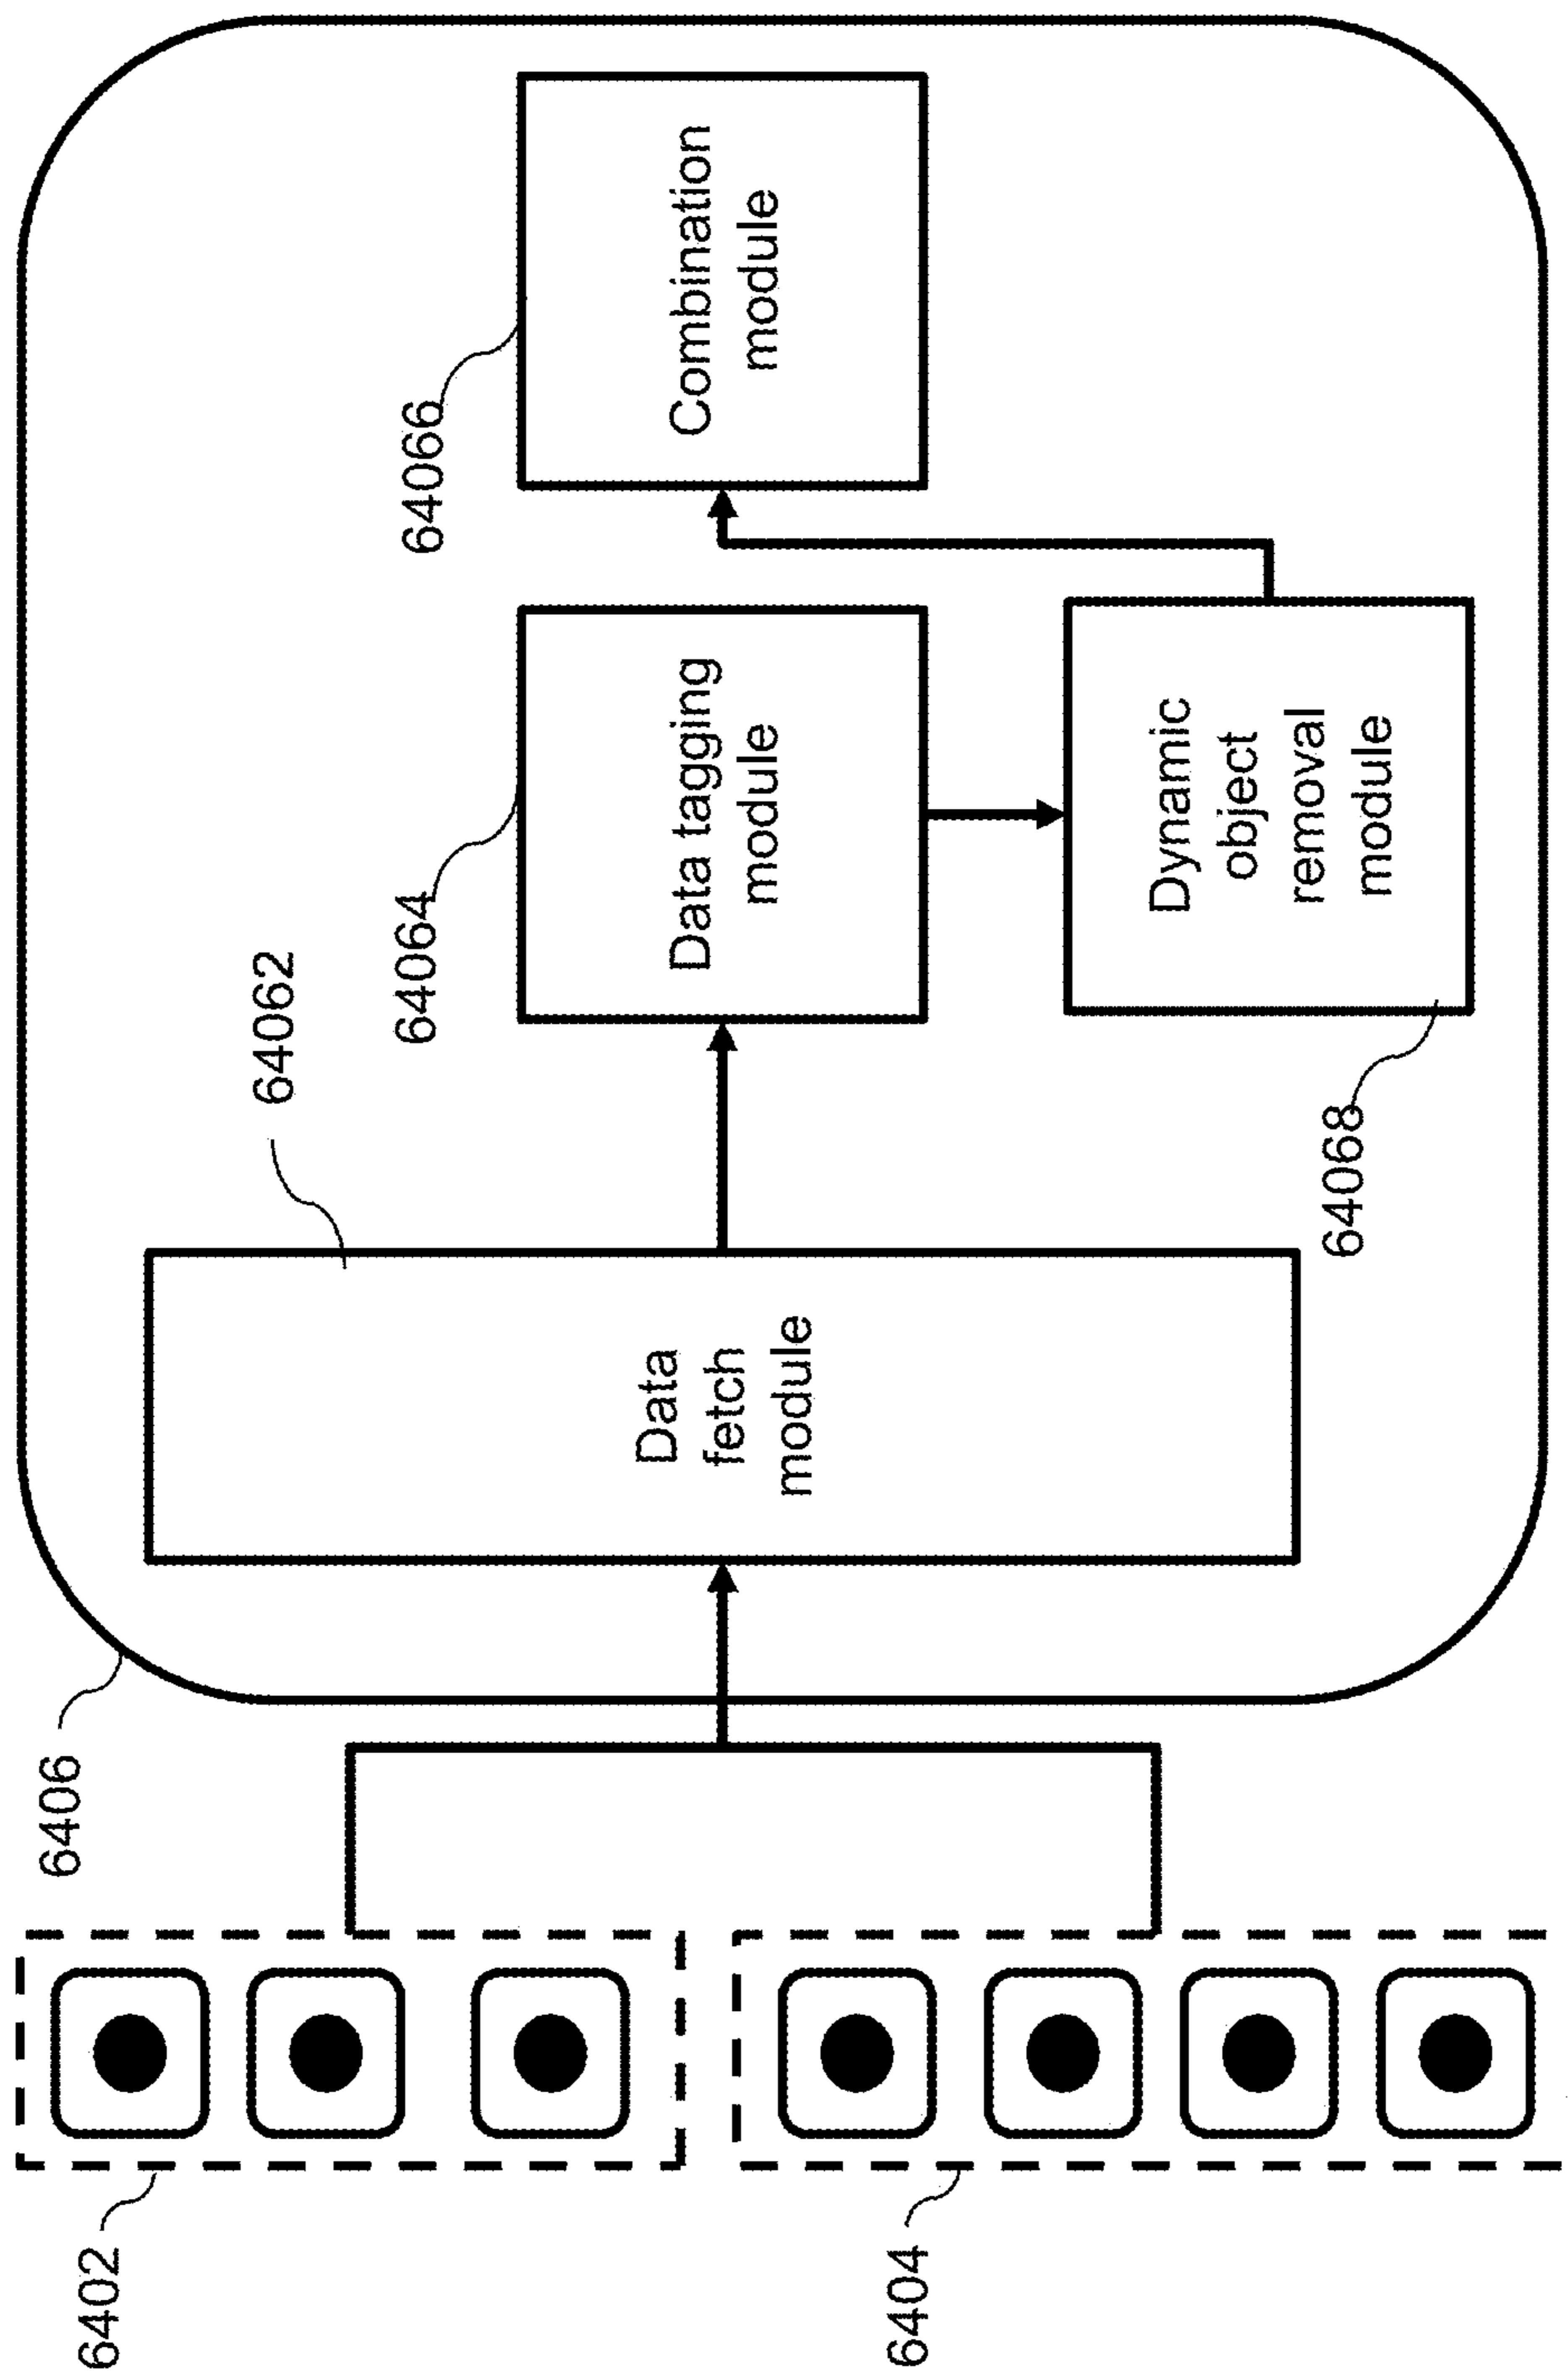 6402
6404
6406
Data
fetch
module
64062
Data tagging
module
64064
Dynamic
object
removal
module
64068
Combination
module
64066